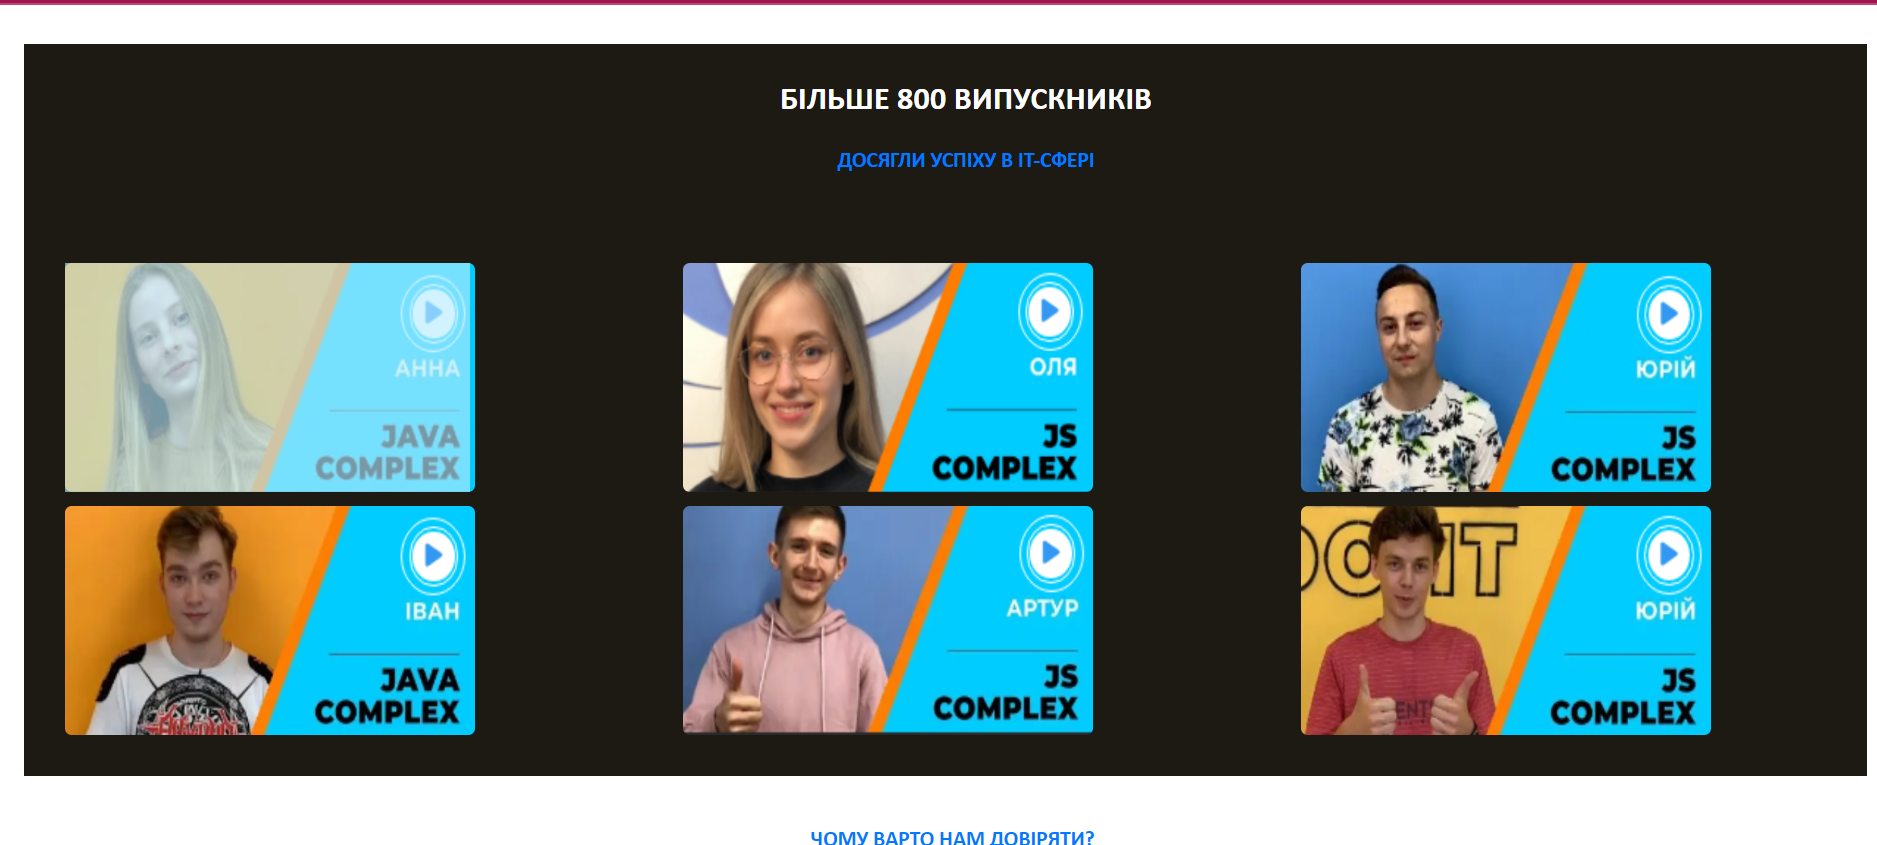 БІЛЬШЕ 800 ВИПУСКНИКІВ
ДОСЯГЛИ УСПІХУ В ІТ-СФЕРІ
АННА
JAVA
COMPLEX
ОЛЯ
JS
COMPLEX
ЮРІЙ
JS
COMPLEX
ІВАН
JAVA
COMPLEX
АРТУР
JS
COMPLEX
ЮРІЙ
JS
COMPLEX
ЧОМУ ВАРТО НАМ ДОВІРЯТИ?